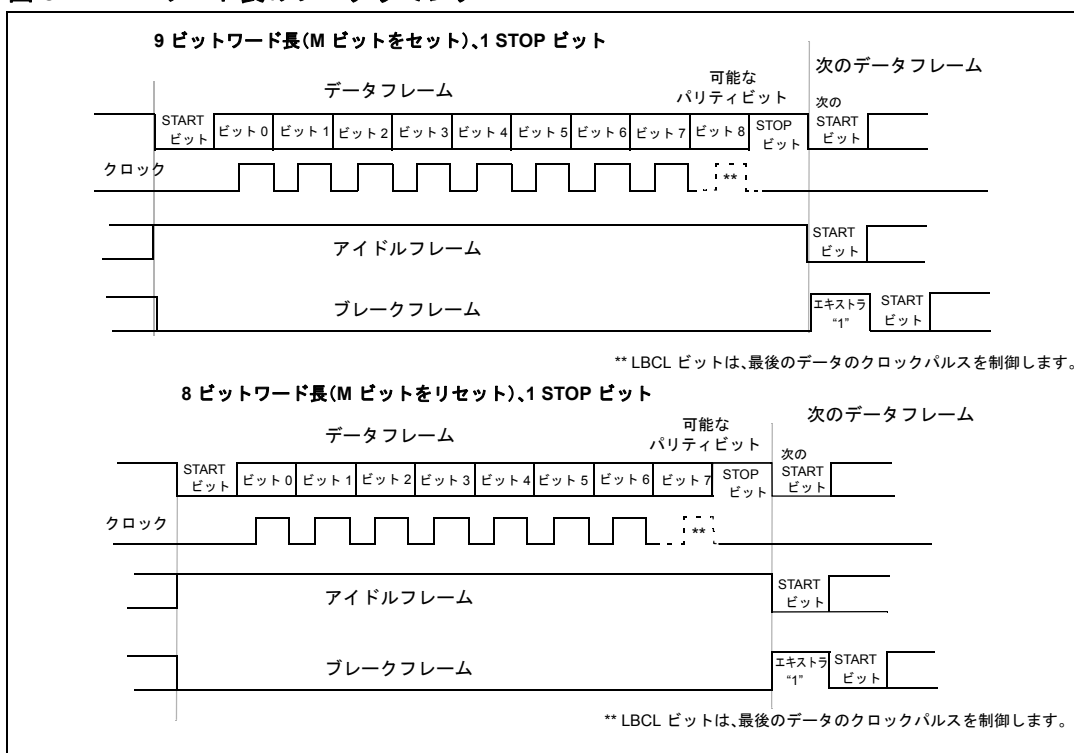 9 ビットワード長(M ビットをセット)、1 STOP ビット
次のデータフレーム
データフレーム
可能な
パリティビット
START
ビット
ビット 0
ビット 1
ビット 2
ビット 3
ビット 4
ビット 5
ビット 6
ビット 7
ビット 8
STOP
ビット
次の
START
ビット
クロック
**
アイドルフレーム
START
ビット
ブレークフレーム
エキストラ
“1”
START
ビット
** LBCL ビットは、最後のデータのクロックパルスを制御します。
8 ビットワード長(M ビットをリセット)、1 STOP ビット
次のデータフレーム
データフレーム
可能な
パリティビット
START
ビット
ビット 0
ビット 1
ビット 2
ビット 3
ビット 4
ビット 5
ビット 6
ビット 7
STOP
ビット
次の
START
ビット
クロック
**
アイドルフレーム
START
ビット
ブレークフレーム
エキストラ
“1”
START
ビット
** LBCL ビットは、最後のデータのクロックパルスを制御します。